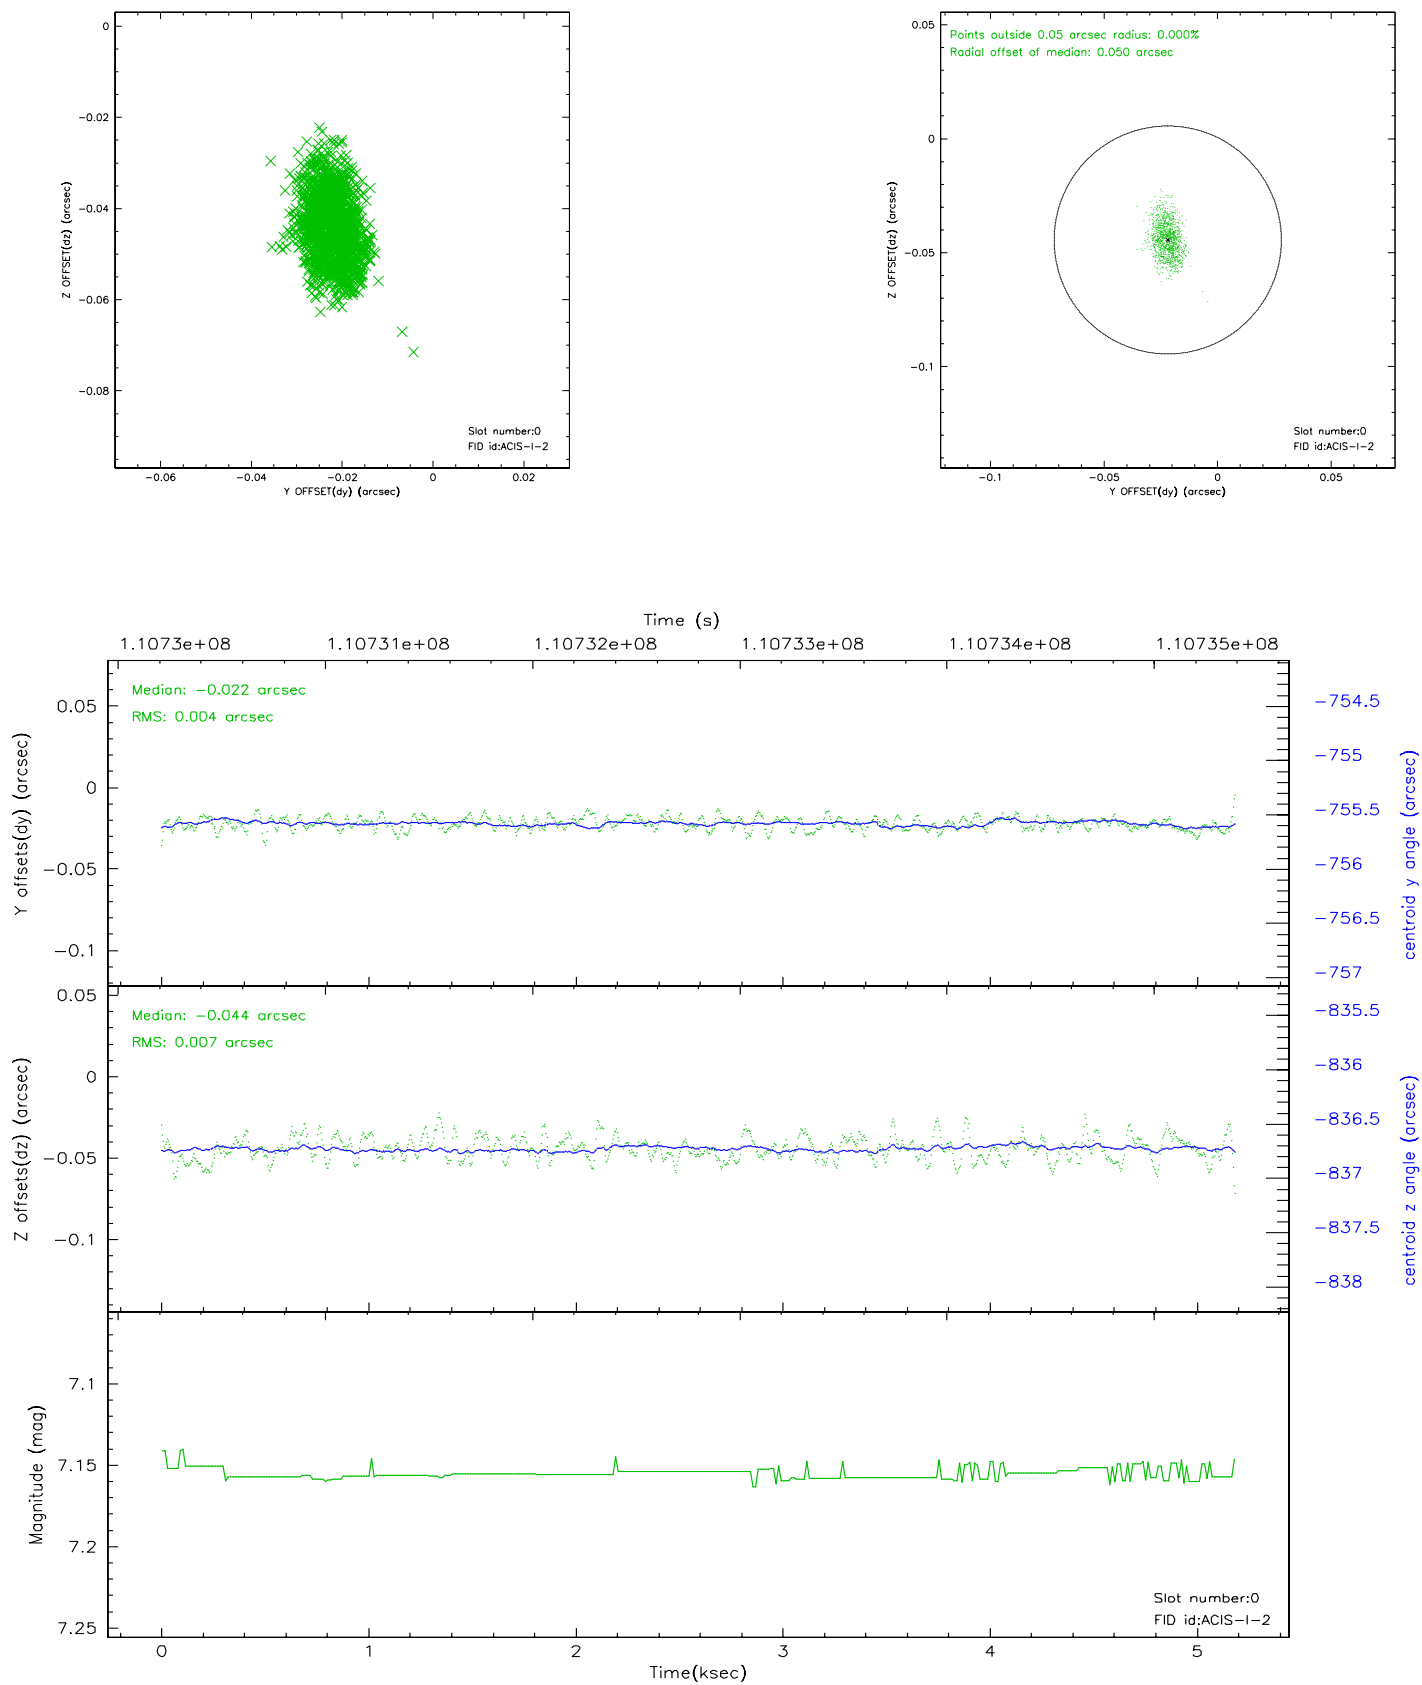 0
−0.02
−0.04
−0.06
−0.08
Z OFFSET(dz) (arcsec)
Slot number:0
FID id:ACIS−I−2
−0.06 −0.04 −0.02 0 0.02
Y OFFSET(dy) (arcsec)
0.05
0
−0.05
−0.1
Z OFFSET(dz) (arcsec)
Points outside 0.05 arcsec radius: 0.000%
Radial offset of median: 0.050 arcsec
Slot number:0
FID id:ACIS−I−2
−0.1 −0.05 0 0.05
Y OFFSET(dy) (arcsec)
Time (s)
1.1073e+08 1.10731e+08 1.10732e+08 1.10733e+08 1.10734e+08 1.10735e+08
Median: −0.022 arcsec
RMS: 0.004 arcsec
0.05
0
−0.05
−0.1
Y offsets(dy) (arcsec)
−754.5
−755
−755.5
−756
−756.5
−757
centroid y angle (arcsec)
Median: −0.044 arcsec
RMS: 0.007 arcsec
0.05
0
−0.05
−0.1
Z offsets(dz) (arcsec)
−835.5
−836
−836.5
−837
−837.5
−838
centroid z angle (arcsec)
7.1
7.15
7.2
7.25
Magnitude (mag)
Slot number:0
FID id:ACIS−I−2
0 1 2 3 4 5
Time(ksec)